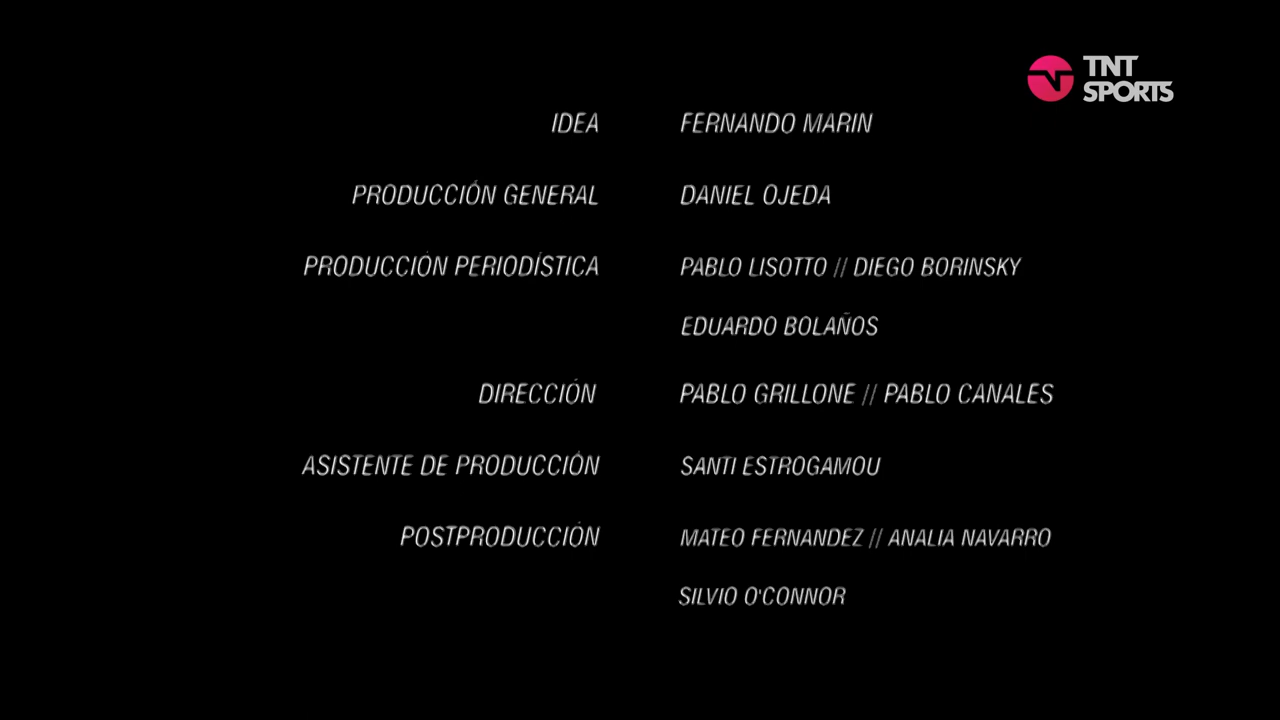 TNT
SPORTS
IDEA FERNANDO MARIN
PRODUCCIÓN GENERAL DANIEL OJEDA
PRODUCCIÓN PERIODÍSTICA PABLO LISOTTO // DIEGO BORINSKY
EDUARDO BOLAÑOS
DIRECCIÓN PABLO GRILLONE // PABLO CANALES
ASISTENTE DE PRODUCCIÓN SANTI ESTROGAMOU
POSTPRODUCCIÓN MATEO FERNANDEZ // ANALIA NAVARRO
SILVIO O'CONNOR